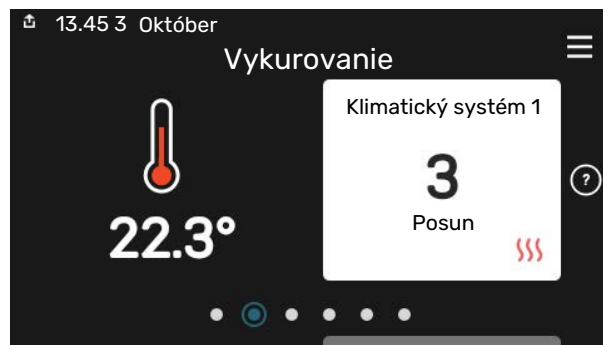 13.45 3 Október
Vykurovanie
Klimatický systém 1
3
Posun
22.3°
?